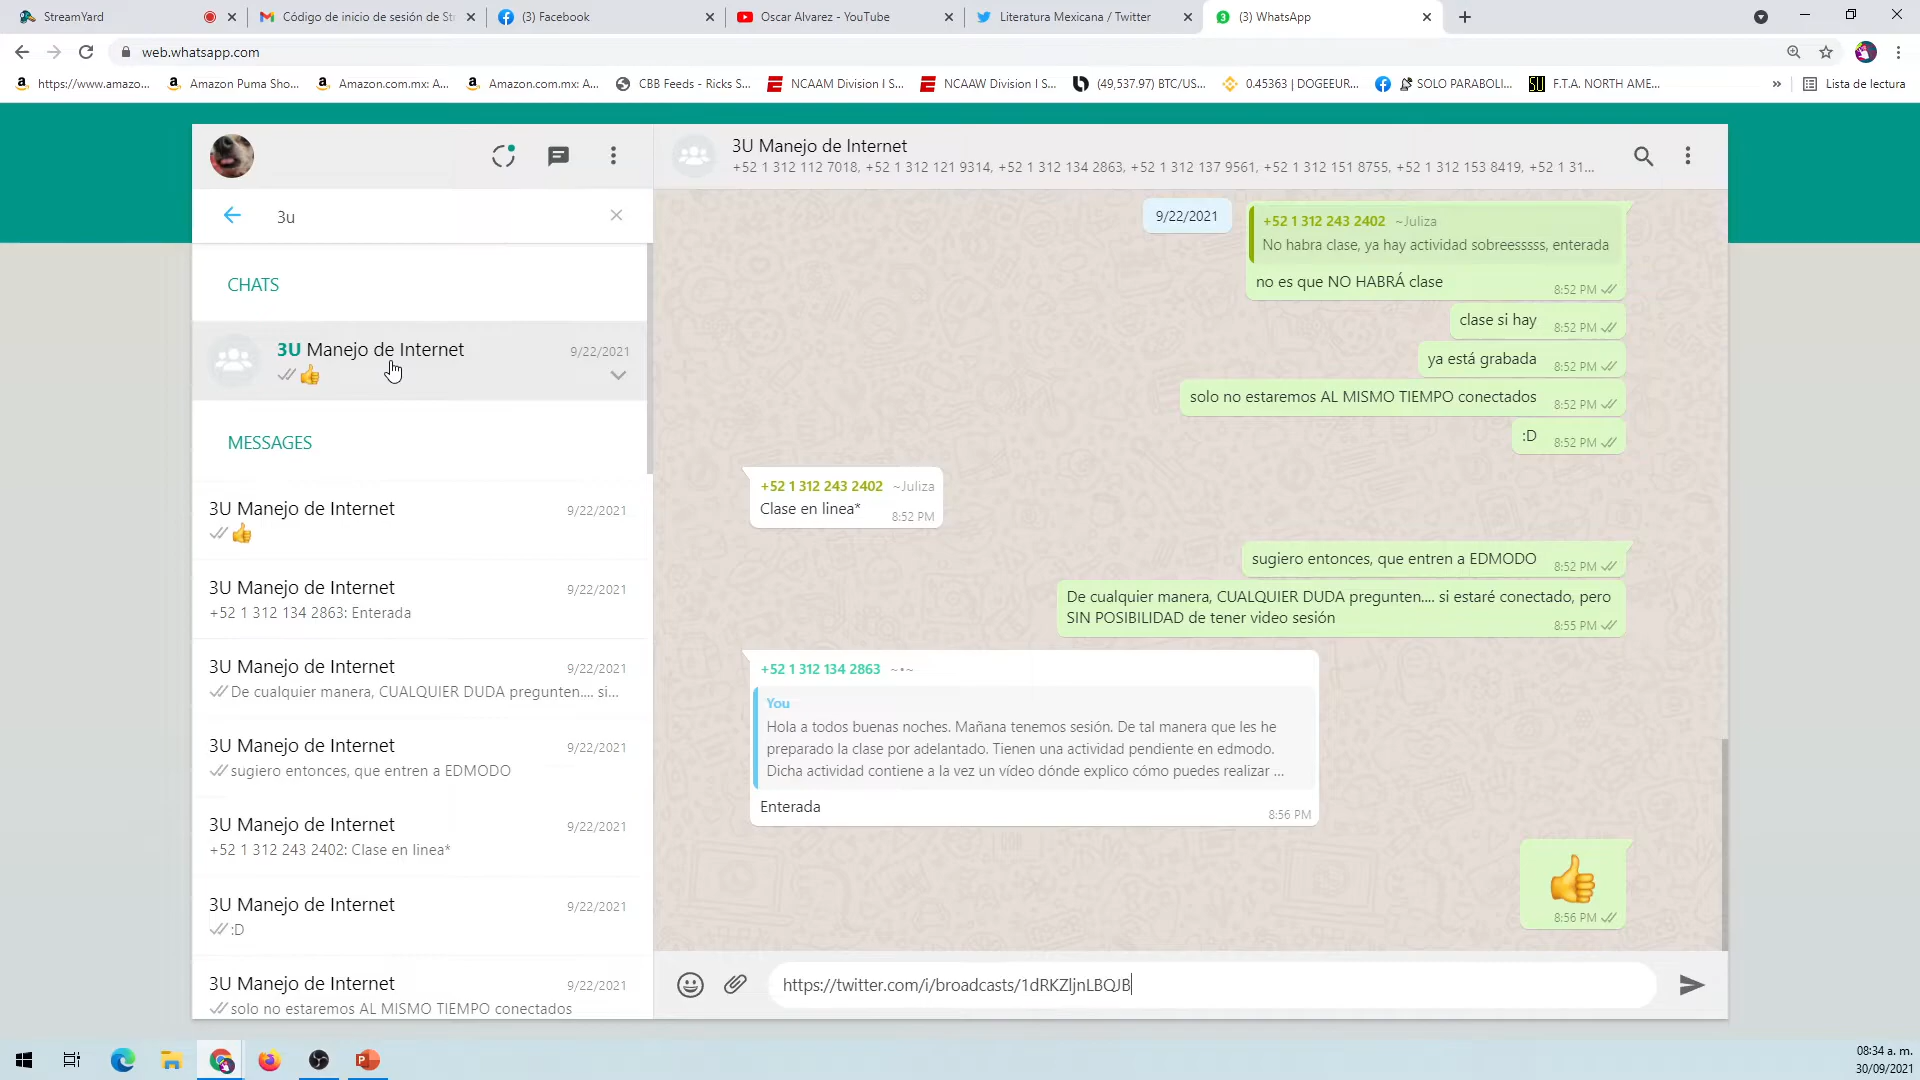 StreamYard
Código de inicio de sesión de Str
(3) Facebook
Oscar Alvarez - YouTube
Literatura Mexicana / Twitter
(3) WhatsApp
web.whatsapp.com
https://www.amazo...
Amazon Puma Sho...
Amazon.com.mx: A...
Amazon.com.mx: A...
CBB Feeds - Ricks S...
NCAAM Division I S...
NCAAW Division I S...
(49,537.97) BTC/US...
0.45363 | DOGEEUR...
SOLO PARABOLI...
F.T.A. NORTH AME...
»
Lista de lectura
3u
CHATS
3U Manejo de Internet
9/22/2021
👍
MESSAGES
3U Manejo de Internet
9/22/2021
👍
3U Manejo de Internet
9/22/2021
+52 1 312 134 2863: Enterada
3U Manejo de Internet
9/22/2021
De cualquier manera, CUALQUIER DUDA pregunten.... si...
3U Manejo de Internet
9/22/2021
sugiero entonces, que entren a EDMODO
3U Manejo de Internet
9/22/2021
+52 1 312 243 2402: Clase en linea*
3U Manejo de Internet
9/22/2021
:D
3U Manejo de Internet
9/22/2021
solo no estaremos AL MISMO TIEMPO conectados
3U Manejo de Internet
+52 1 312 112 7018, +52 1 312 121 9314, +52 1 312 134 2863, +52 1 312 137 9561, +52 1 312 151 8755, +52 1 312 153 8419, +52 1 31...
9/22/2021
+52 1 312 243 2402 ~Juliza
No habra clase, ya hay actividad sobreesssss, enterada
no es que NO HABRÁ clase
8:52 PM
clase si hay
8:52 PM
ya está grabada
8:52 PM
solo no estaremos AL MISMO TIEMPO conectados
8:52 PM
:D
8:52 PM
+52 1 312 243 2402 ~Juliza
Clase en linea*
8:52 PM
sugiero entonces, que entren a EDMODO
8:52 PM
De cualquier manera, CUALQUIER DUDA pregunten.... si estaré conectado, pero
SIN POSIBILIDAD de tener video sesión
8:55 PM
+52 1 312 134 2863 ~•~
You
Hola a todos buenas noches. Mañana tenemos sesión. De tal manera que les he
preparado la clase por adelantado. Tienen una actividad pendiente en edmodo.
Dicha actividad contiene a la vez un vídeo dónde explico cómo puedes realizar ...
Enterada
8:56 PM
👍
8:56 PM
https://twitter.com/i/broadcasts/1dRKZljnLBQJB
08:34 a. m.
30/09/2021